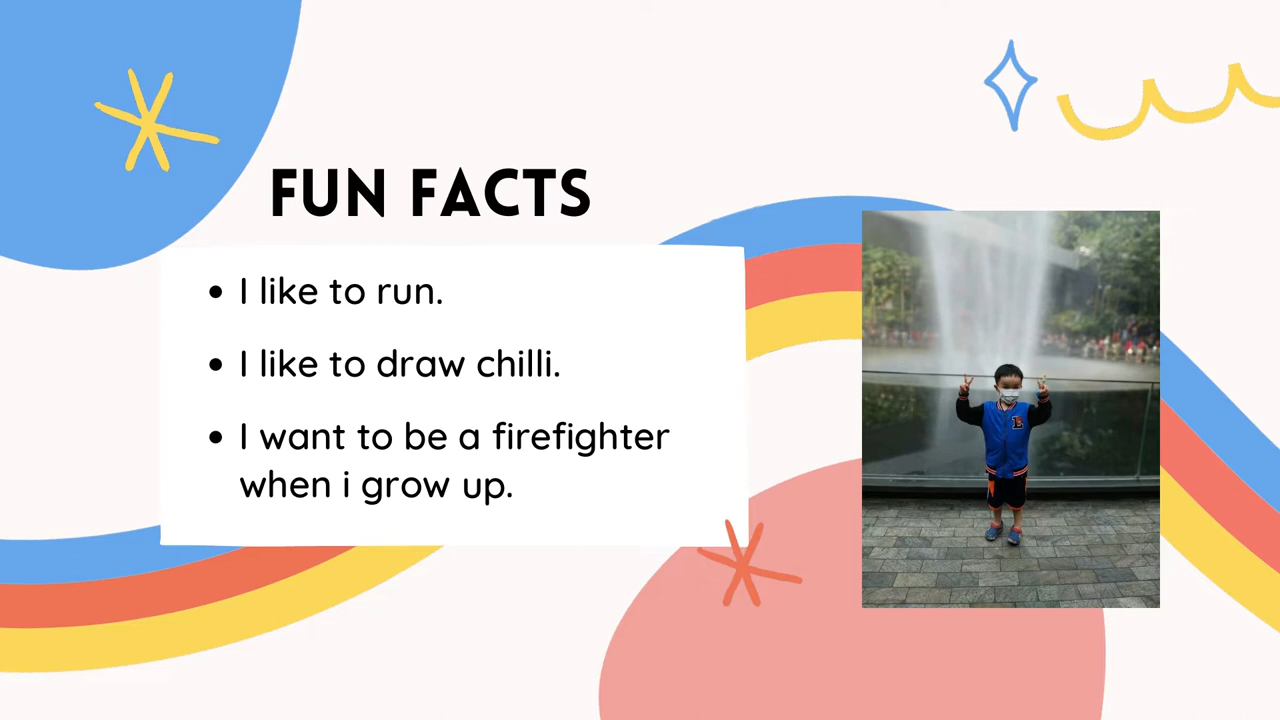 FUN FACTS
• I like to run.
• I like to draw chilli.
• I want to be a firefighter
when i grow up.